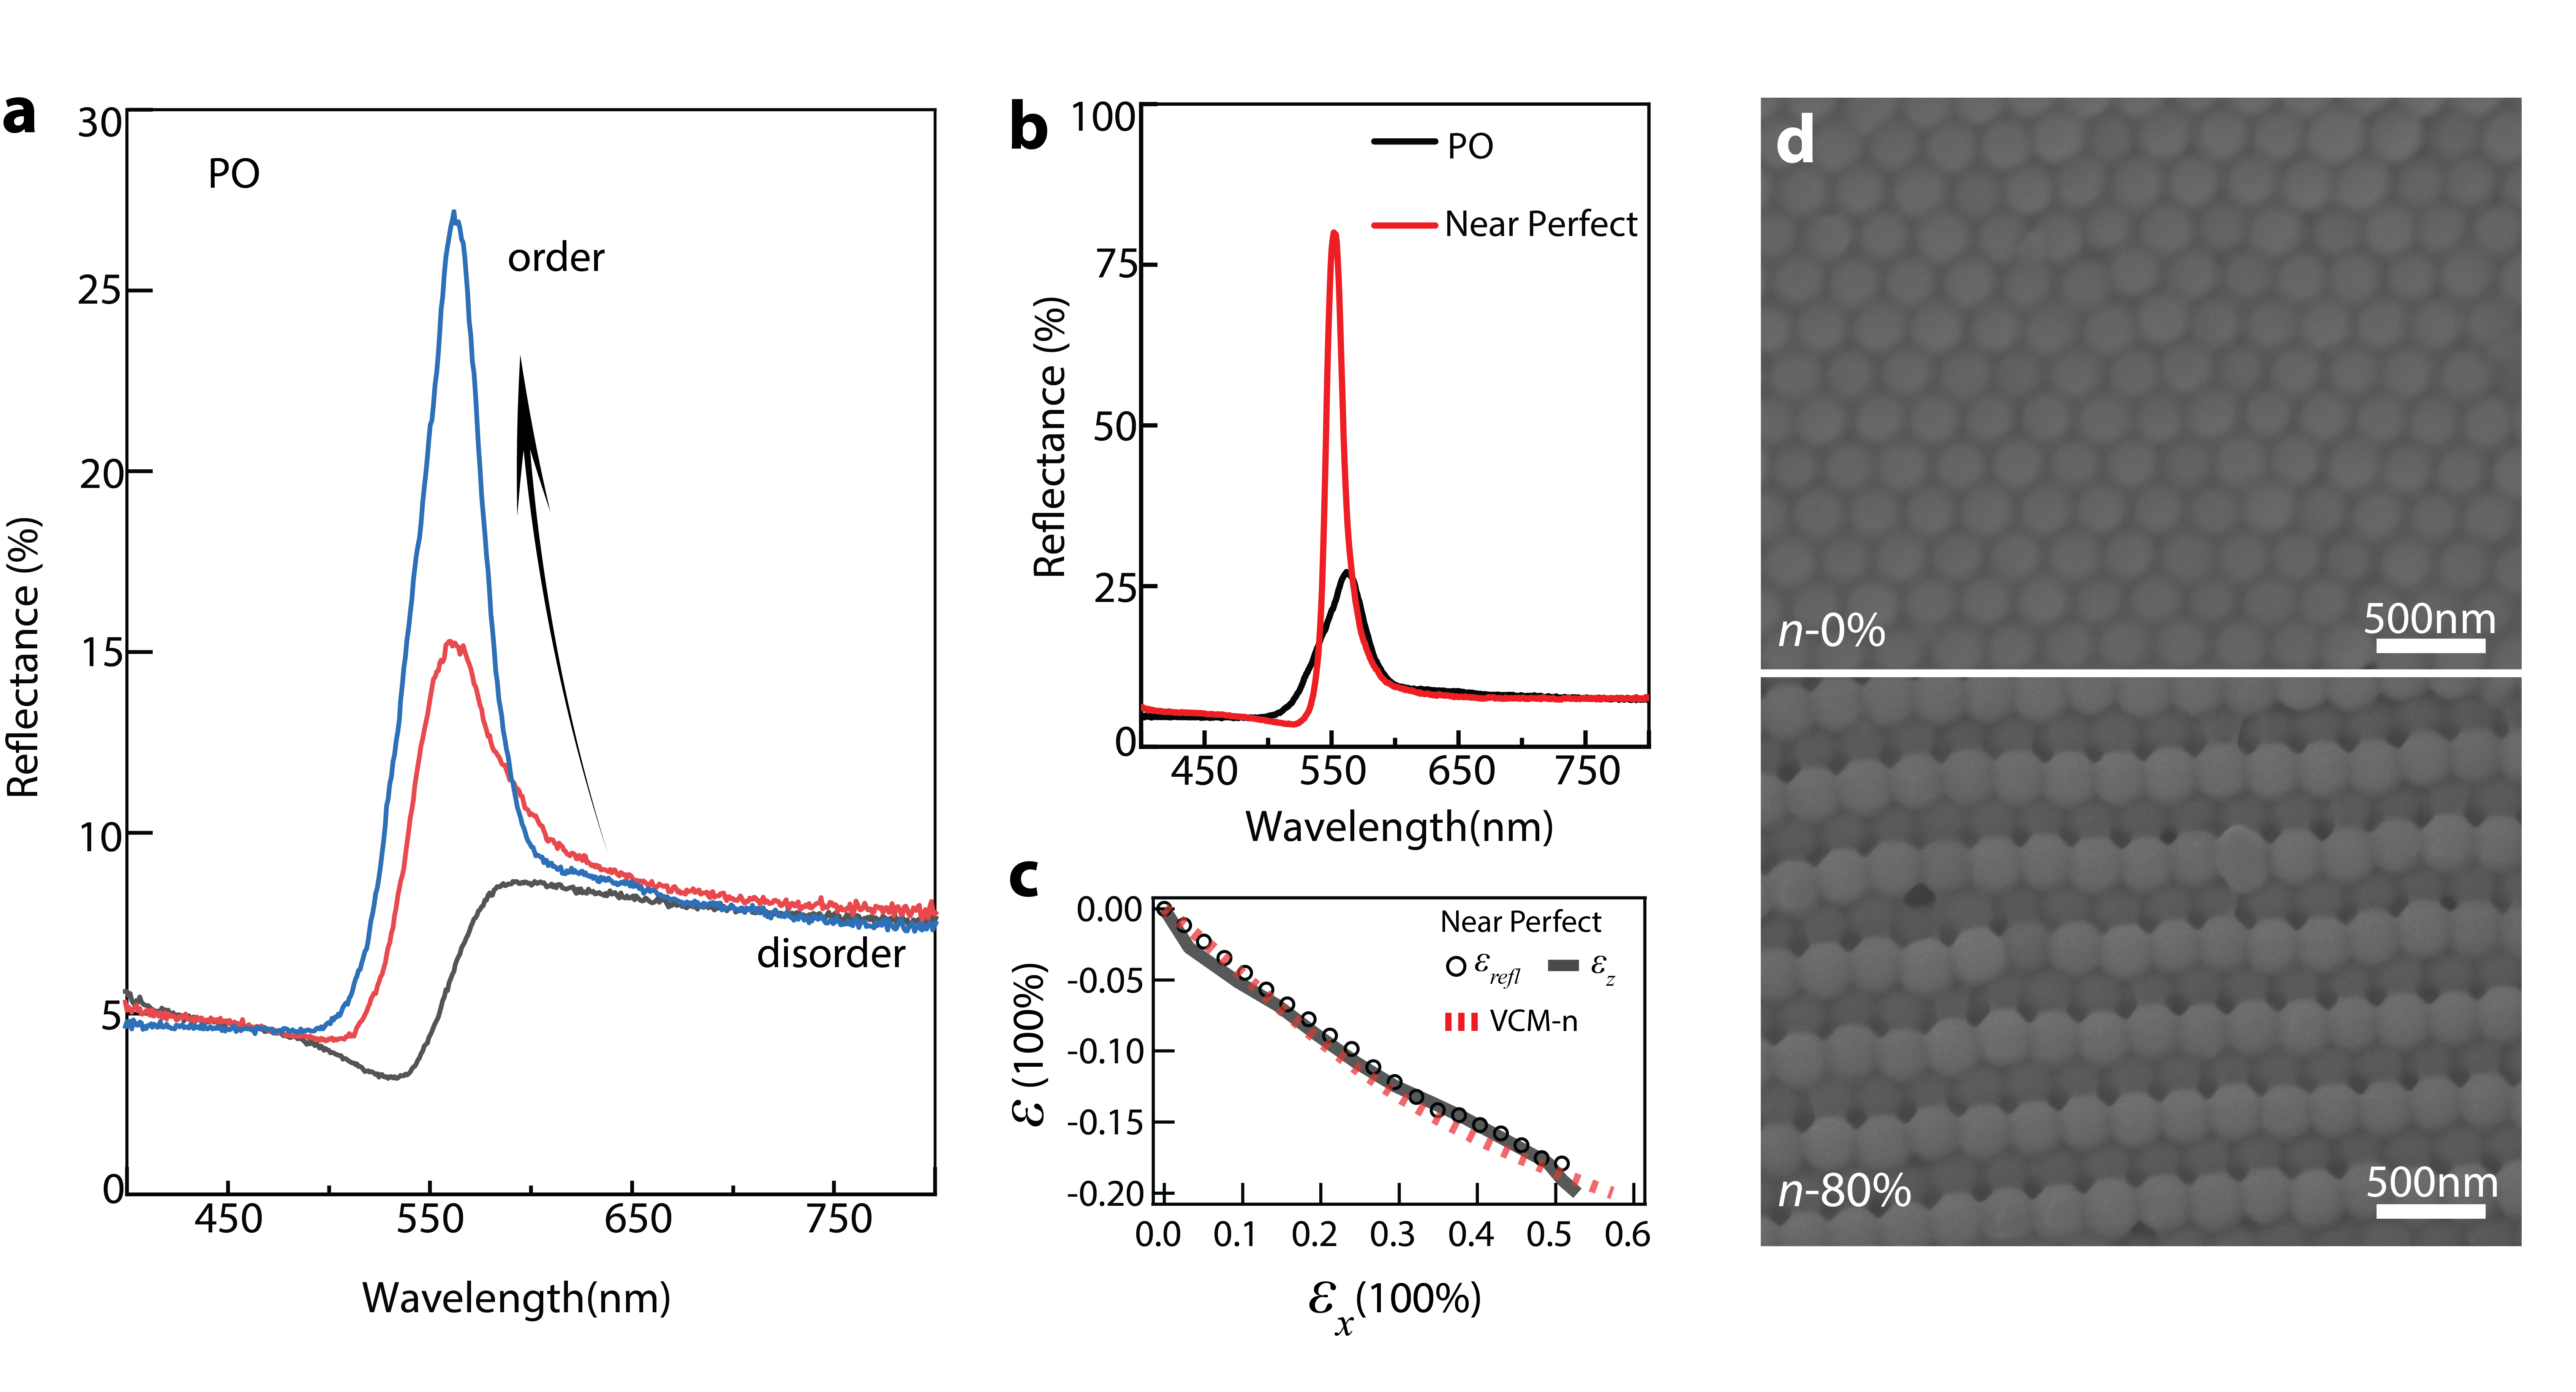 a
30
25
20
15
10
5
0
PO
order
disorder
Reflectance (%)
450 550 650 750
Wavelength(nm)
b
100
75
50
25
0
PO
Near Perfect
Reflectance (%)
450 550 650 750
Wavelength(nm)
c
0.00
-0.05
-0.10
-0.15
-0.20
Near Perfect
εrefl εz
VCM-n
ε (100%)
0.0 0.1 0.2 0.3 0.4 0.5 0.6
εx (100%)
d
n-0%
500nm
n-80%
500nm